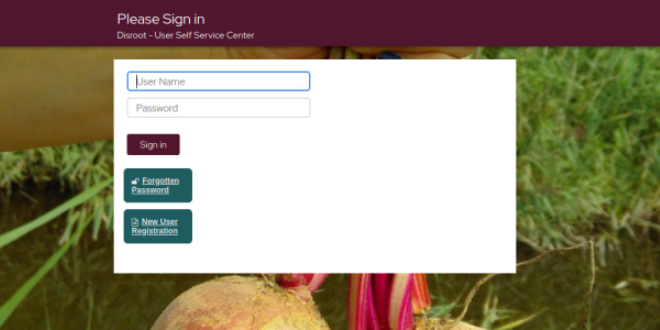 Please Sign in
Disroot - User Self Service Center
User Name
Password
Sign in
Forgotten
Password
New User
Registration